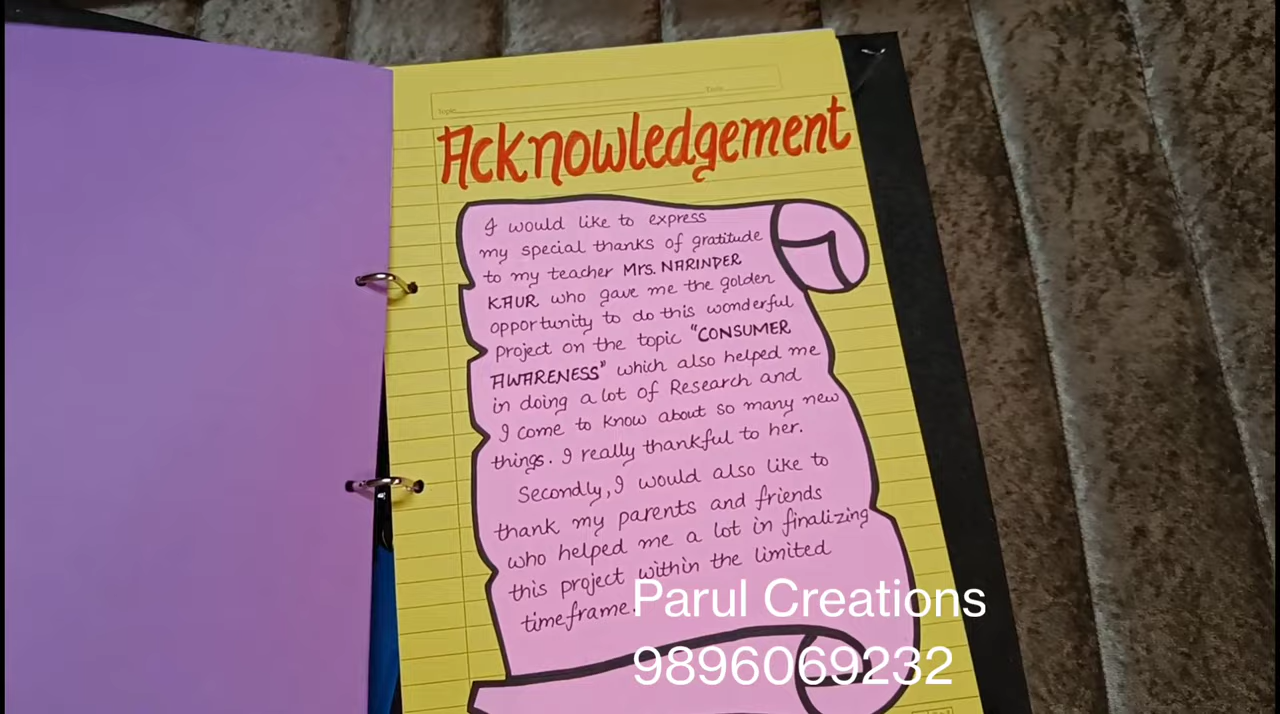 Topic
Date
Acknowledgement
I would like to express
my special thanks of gratitude
to my teacher Mrs. NARINDER
KAUR who gave me the golden
opportunity to do this wonderful
project on the topic "CONSUMER
AWARENESS" which also helped me
in doing a lot of Research and
I come to know about so many new
things. I really thankful to her.
Secondly, I would also like to
thank my parents and friends
who helped me a lot in finalizing
this project within the limited
timeframe.
Parul Creations
9896069232